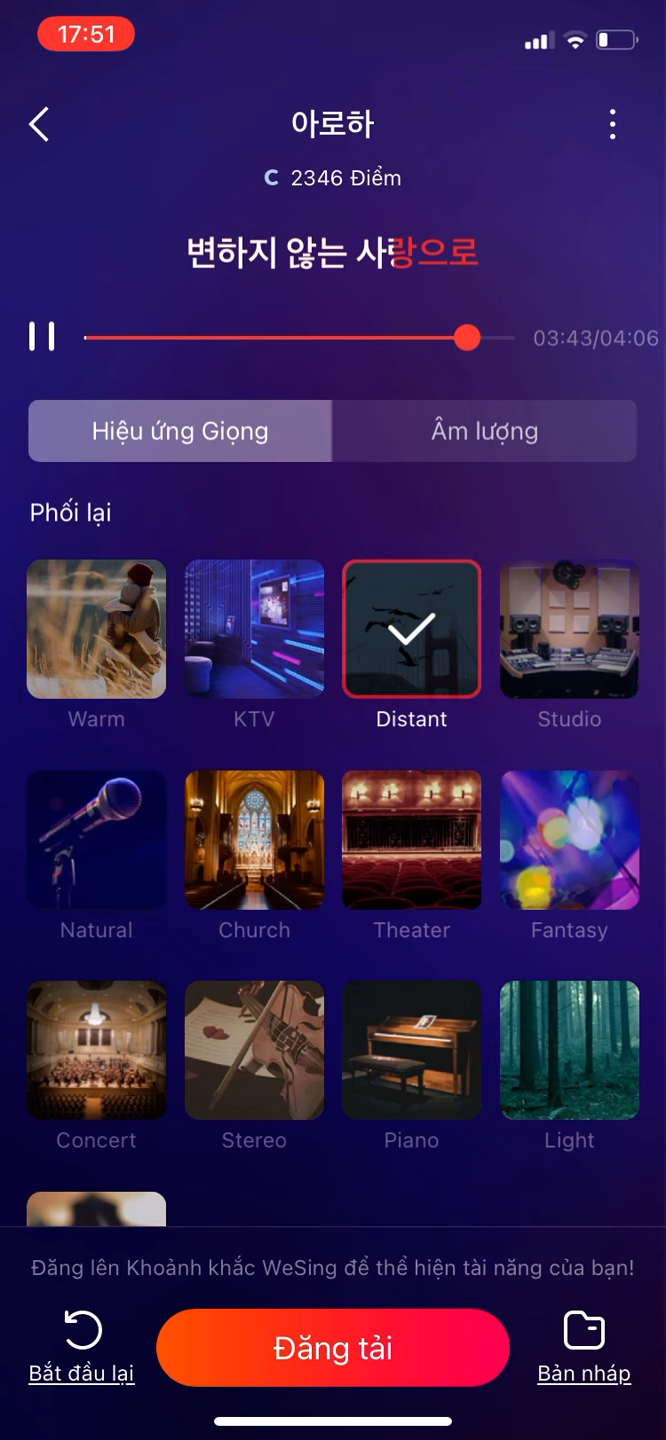 17:51
아로하
C 2346 Điểm
변하지 않는 사랑으로
03:43/04:06
Hiệu ứng Giọng
Âm lượng
Phối lại
Warm
KTV
Distant
Studio
Natural
Church
Theater
Fantasy
Concert
Stereo
Piano
Light
Đăng lên Khoảnh khắc WeSing để thể hiện tài năng của bạn!
Bắt đầu lại
Đăng tải
Bản nháp